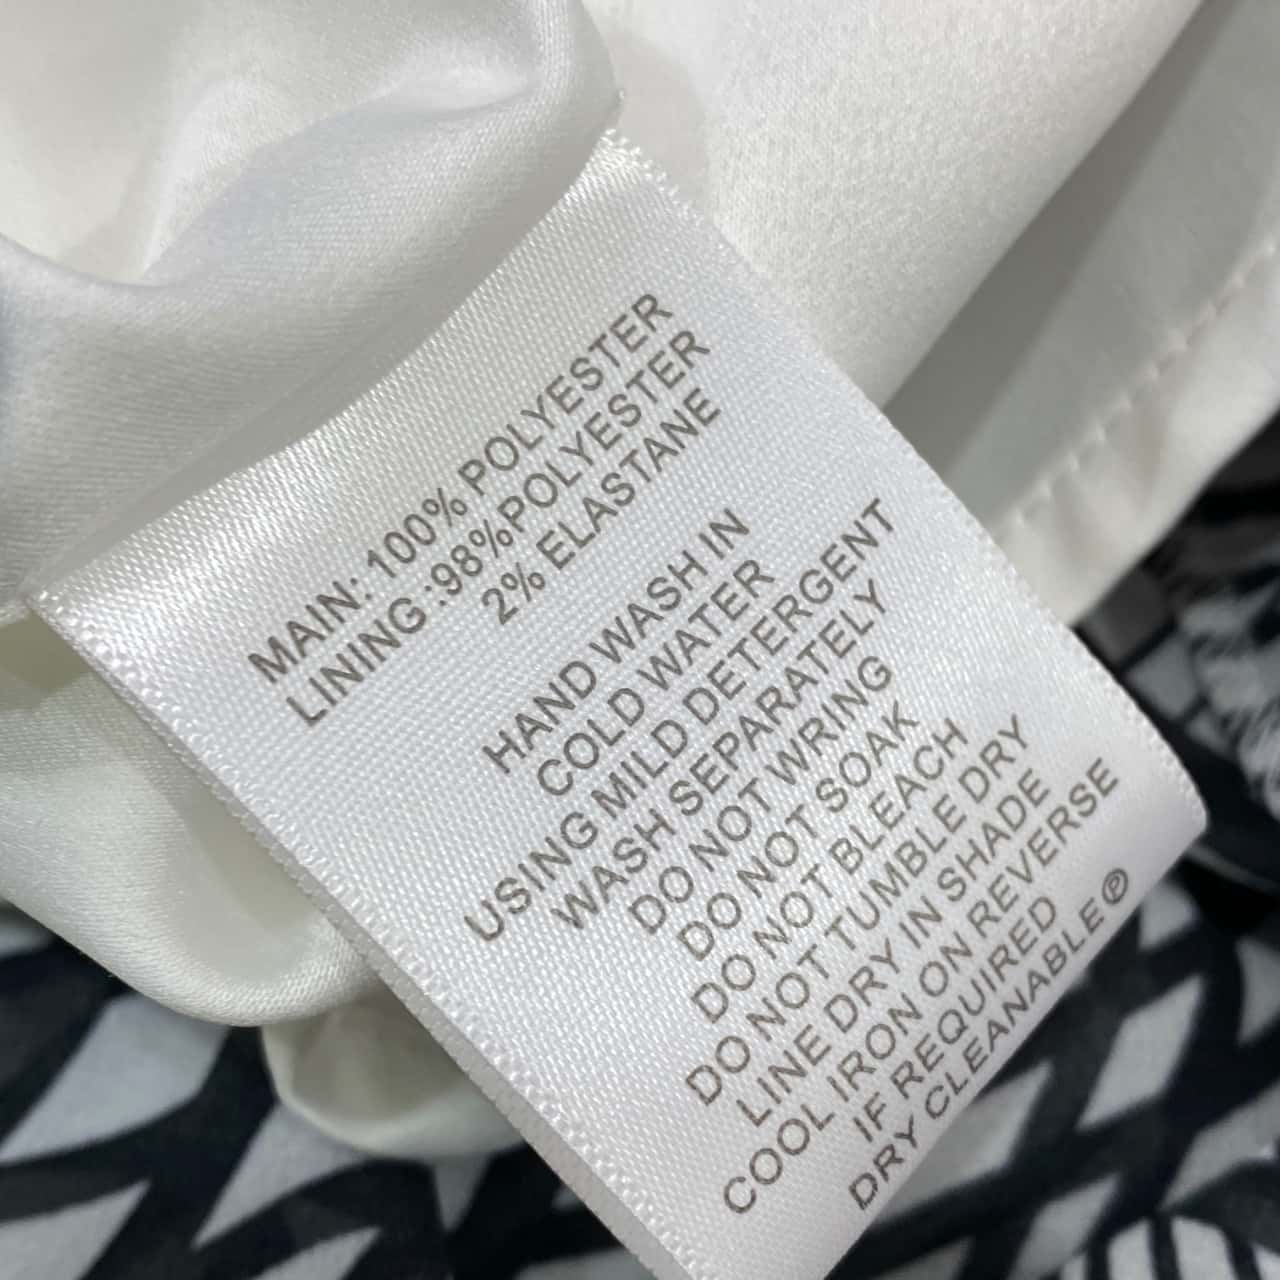 MAIN: 100% POLYESTER
LINING :98%POLYESTER
2% ELASTANE
HAND WASH IN
COLD WATER
USING MILD DETERGENT
WASH SEPARATELY
DO NOT WRING
DO NOT SOAK
DO NOT BLEACH
DO NOT TUMBLE DRY
LINE DRY IN SHADE
COOL IRON ON REVERSE
IF REQUIRED
DRY CLEANABLE Ⓟ